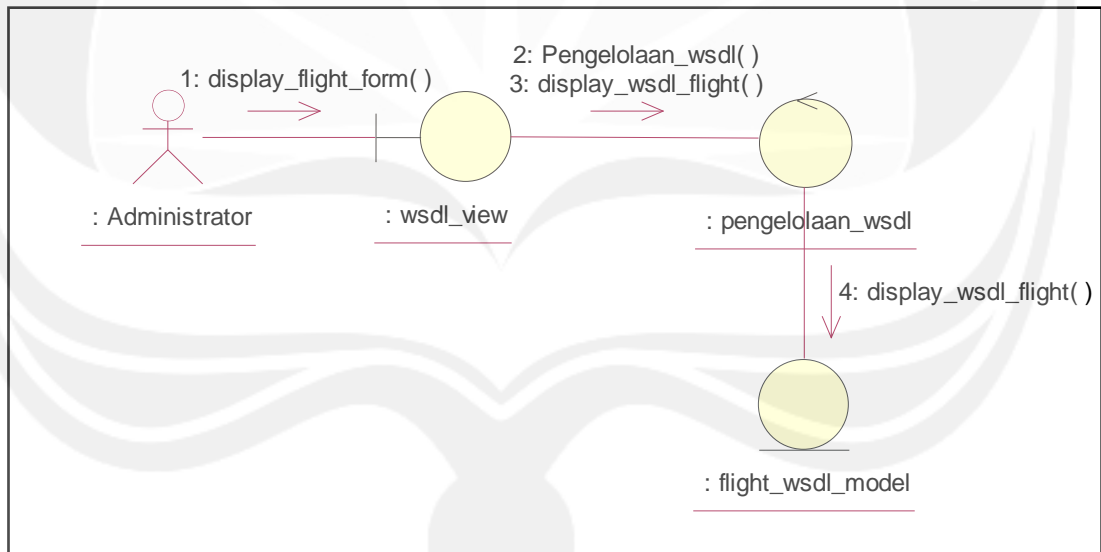 1: display_flight_form( )
2: Pengelolaan_wsdl( )
3: display_wsdl_flight( )
: Administrator
: wsdl_view
: pengelolaan_wsdl
4: display_wsdl_flight( )
: flight_wsdl_model